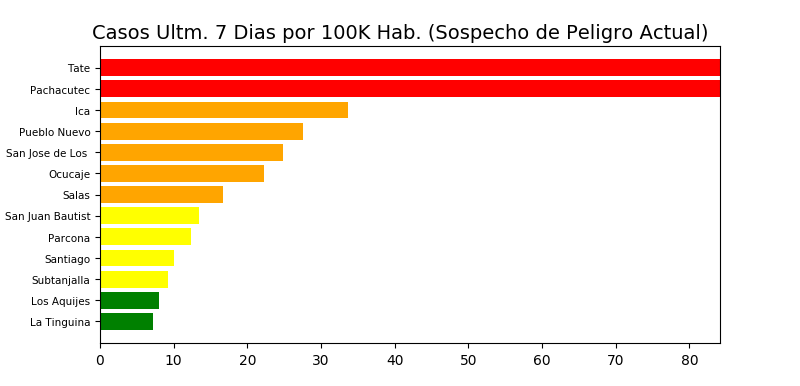 Casos Ultm. 7 Dias por 100K Hab. (Sospecho de Peligro Actual)
Tate
Pachacutec
Ica
Pueblo Nuevo
San Jose de Los
Ocucaje
Salas
San Juan Bautist
Parcona
Santiago
Subtanjalla
Los Aquijes
La Tinguina
0 10 20 30 40 50 60 70 80